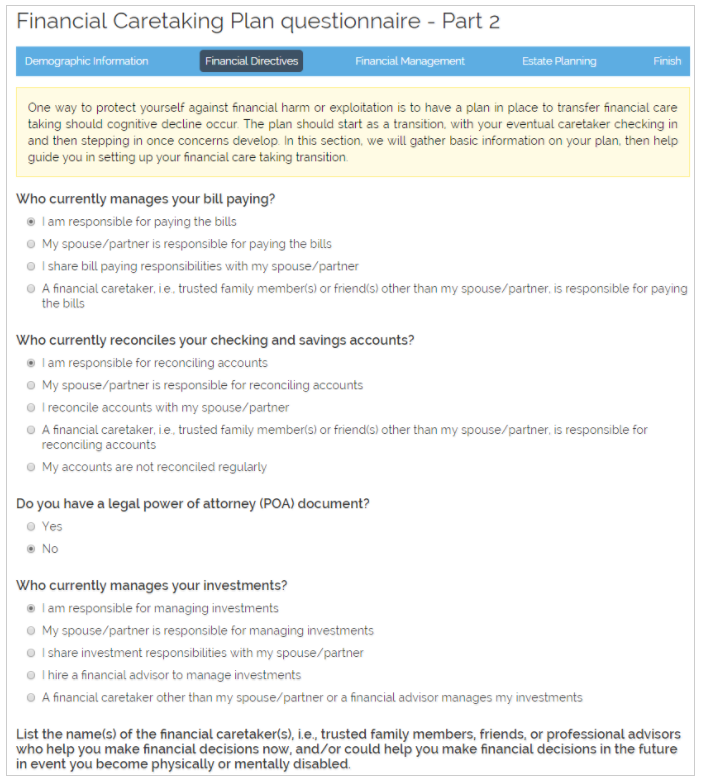 Financial Caretaking Plan questionnaire - Part 2
Demographic Information Financial Directives Financial Management Estate Planning Finish
One way to protect yourself against financial harm or exploitation is to have a plan in place to transfer financial care
taking should cognitive decline occur. The plan should start as a transition, with your eventual caretaker checking in
and then stepping in once concerns develop. In this section, we will gather basic information on your plan, then help
guide you in setting up your financial care taking transition.
Who currently manages your bill paying?
I am responsible for paying the bills
My spouse/partner is responsible for paying the bills
I share bill paying responsibilities with my spouse/partner
A financial caretaker, i.e., trusted family member(s) or friend(s) other than my spouse/partner, is responsible for paying
the bills
Who currently reconciles your checking and savings accounts?
I am responsible for reconciling accounts
My spouse/partner is responsible for reconciling accounts
I reconcile accounts with my spouse/partner
A financial caretaker, i.e., trusted family member(s) or friend(s) other than my spouse/partner, is responsible for
reconciling accounts
My accounts are not reconciled regularly
Do you have a legal power of attorney (POA) document?
Yes
No
Who currently manages your investments?
I am responsible for managing investments
My spouse/partner is responsible for managing investments
I share investment responsibilities with my spouse/partner
I hire a financial advisor to manage investments
A financial caretaker other than my spouse/partner or a financial advisor manages my investments
List the name(s) of the financial caretaker(s), i.e., trusted family members, friends, or professional advisors
who help you make financial decisions now, and/or could help you make financial decisions in the future
in event you become physically or mentally disabled.